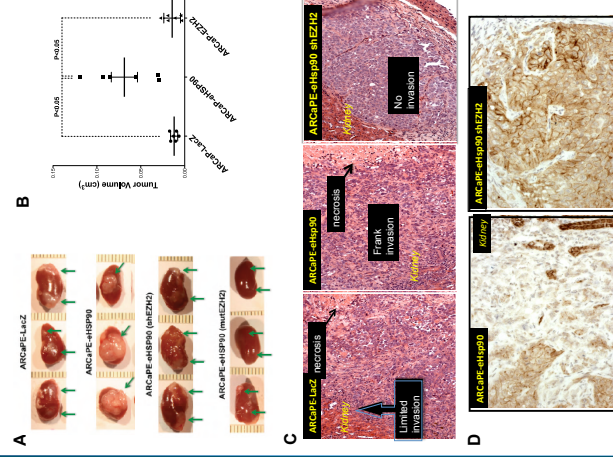 A
ARCaPE-LacZ
ARCaPE-eHSP90
ARCaPE-eHSP90 (shEZH2)
ARCaPE-eHSP90 (mutEZH2)
B
Tumor Volume (cm³)
0.15
0.10
0.05
0.00
P<0.05
P<0.05
ARCaP-LacZ
ARCaP-eHSP90
ARCaP-EZH2
C
ARCaPE-LacZ
Kidney
necrosis
Limited
invasion
ARCaPE-eHsp90
necrosis
Frank
invasion
Kidney
ARCaPE-eHsp90 shEZH2
Kidney
No
invasion
D
ARCaPE-eHsp90
Kidney
ARCaPE-eHsp90 shEZH2